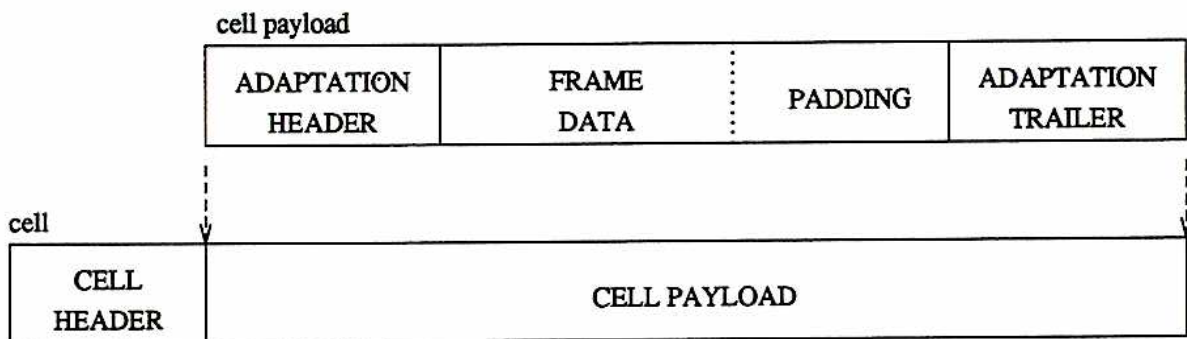 cell payload
ADAPTATION
HEADER
FRAME
DATA
PADDING
ADAPTATION
TRAILER
cell
CELL
HEADER
CELL PAYLOAD